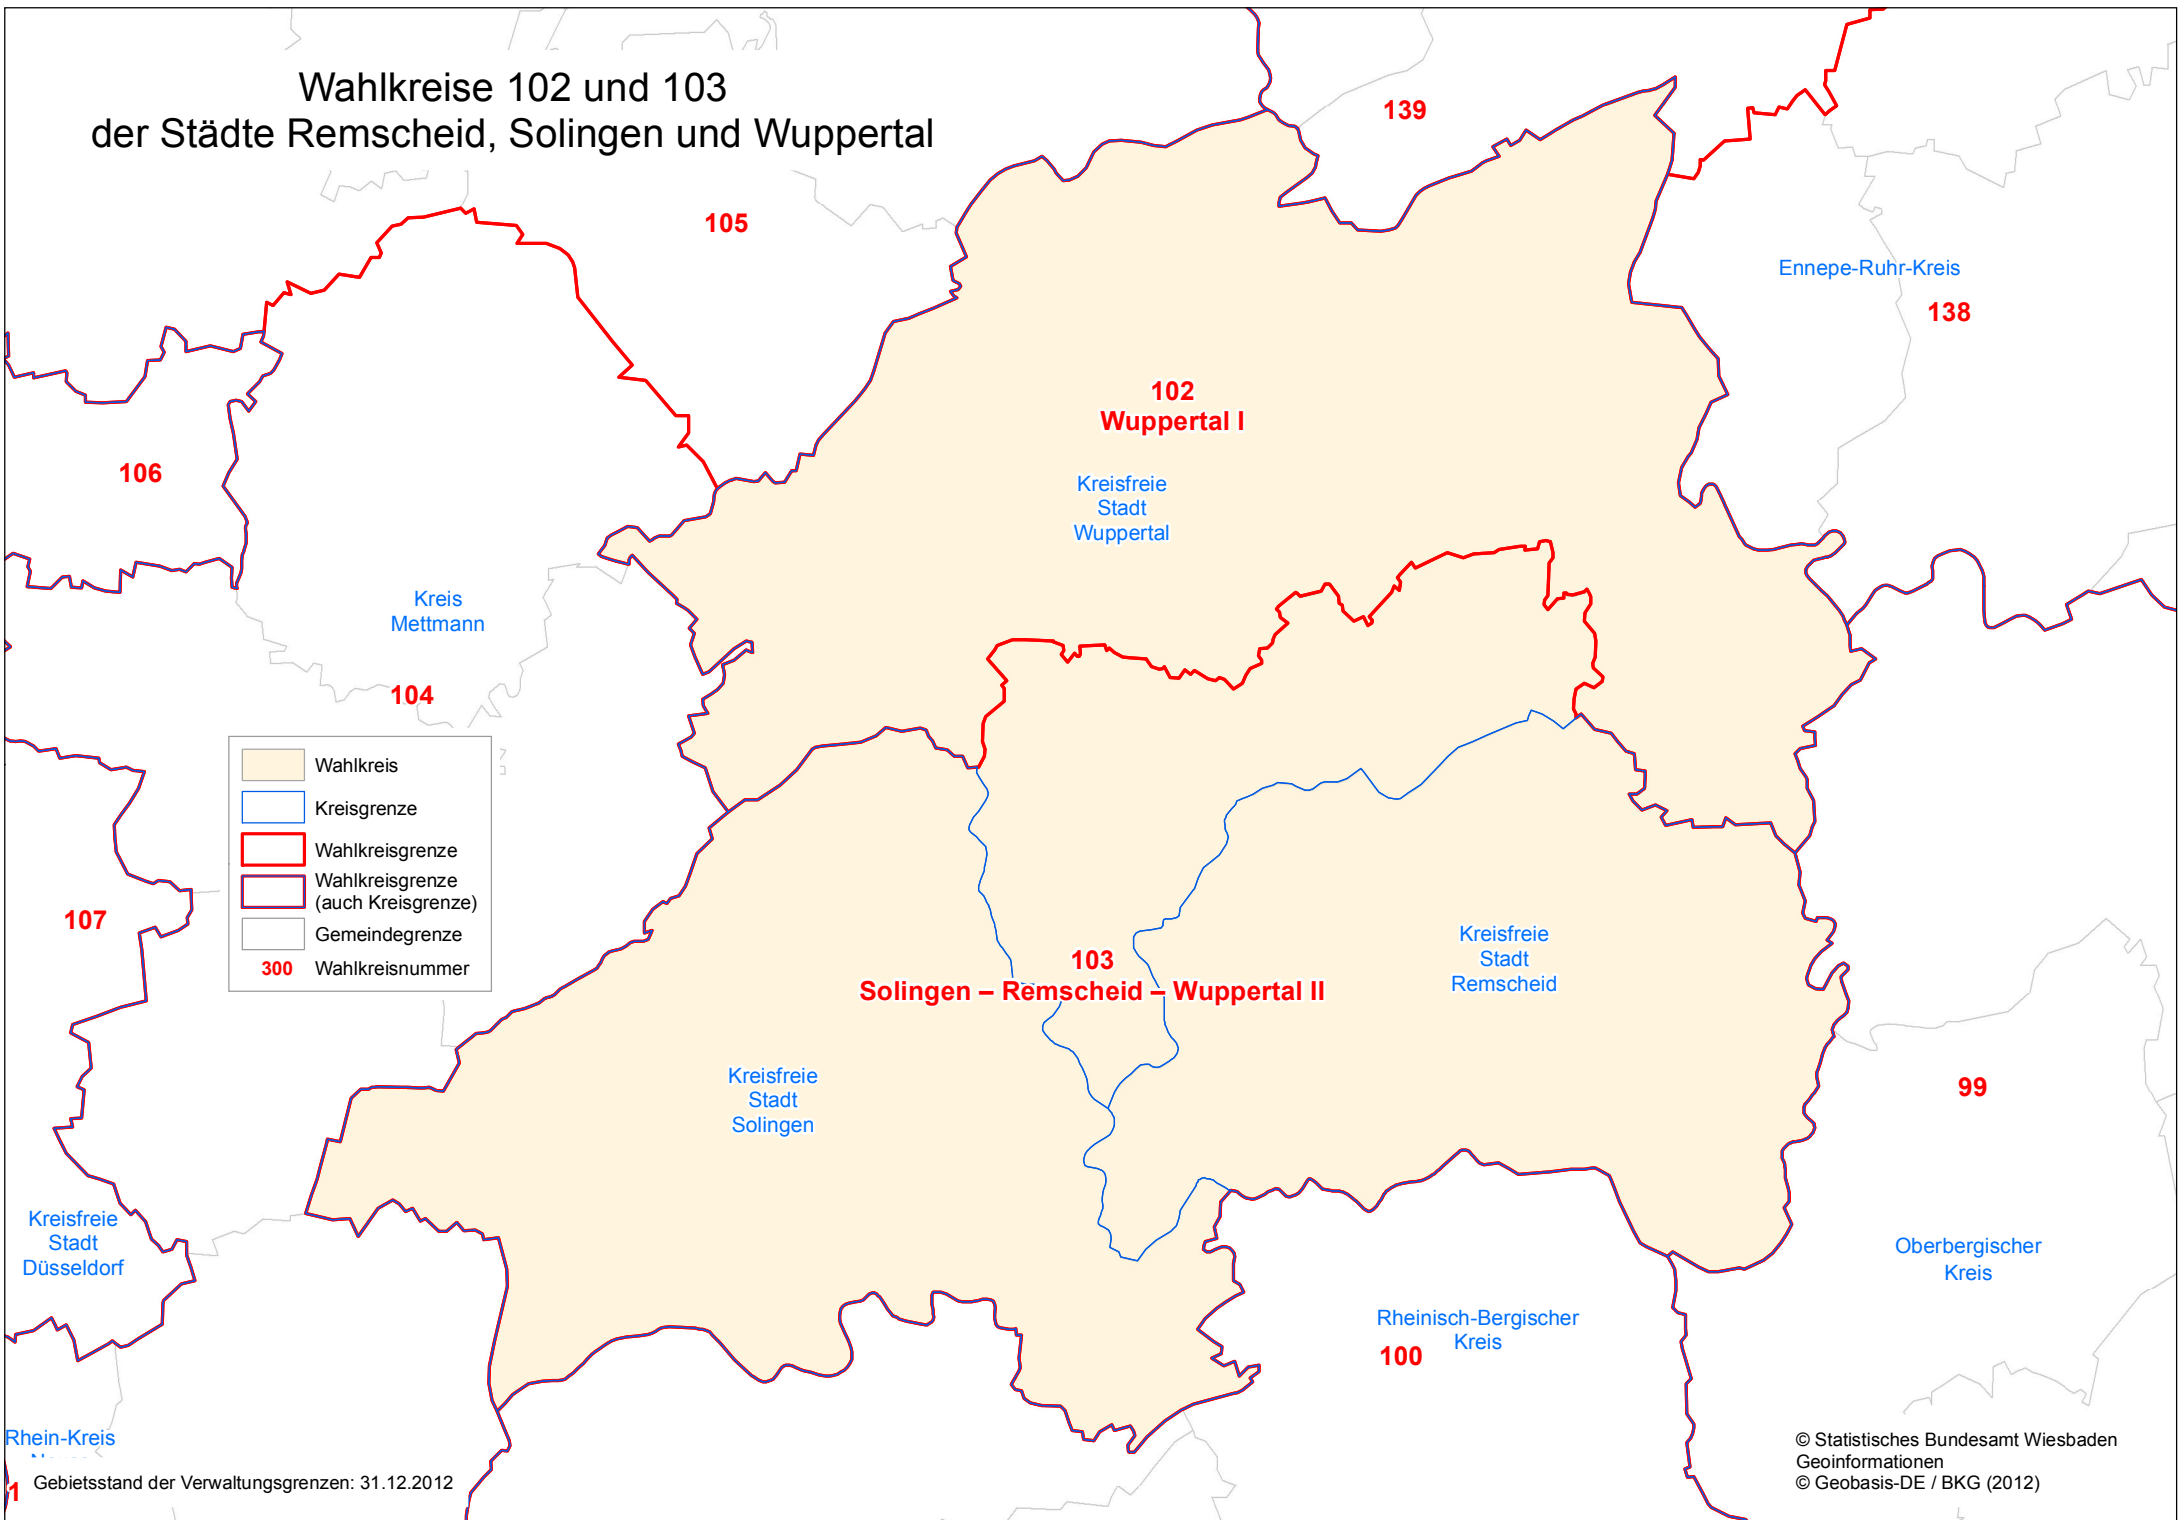 Wahlkreise 102 und 103
der Städte Remscheid, Solingen und Wuppertal
139
105
Ennepe-Ruhr-Kreis
138
102
Wuppertal I
106
Kreisfreie
Stadt
Wuppertal
Kreis
Mettmann
104
Wahlkreis
Kreisgrenze
Wahlkreisgrenze
Wahlkreisgrenze
(auch Kreisgrenze)
Gemeindegrenze
300 Wahlkreisnummer
107
103
Solingen – Remscheid – Wuppertal II
Kreisfreie
Stadt
Remscheid
Kreisfreie
Stadt
Solingen
99
Kreisfreie
Stadt
Düsseldorf
Oberbergischer
Kreis
Rheinisch-Bergischer
Kreis
100
Rhein-Kreis
1
Gebietsstand der Verwaltungsgrenzen: 31.12.2012
© Statistisches Bundesamt Wiesbaden
Geoinformationen
© Geobasis-DE / BKG (2012)